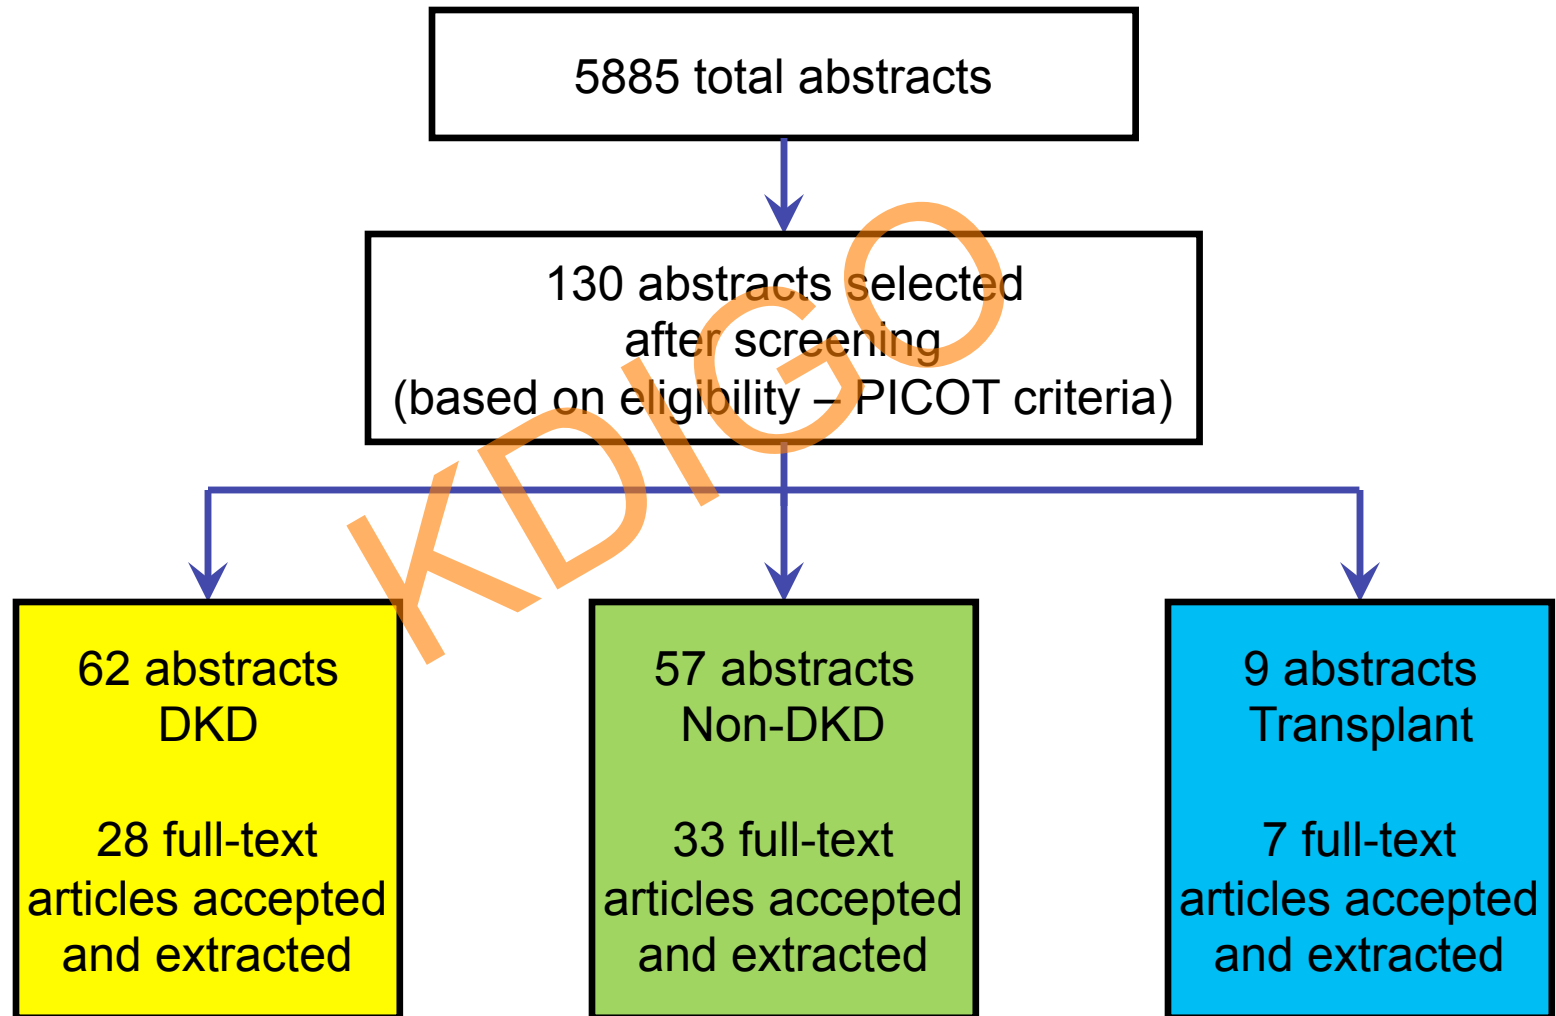 5885 total abstracts
130 abstracts selected
after screening
(based on eligibility – PICOT criteria)
KDIGO
62 abstracts
DKD
28 full-text
articles accepted
and extracted
57 abstracts
Non-DKD
33 full-text
articles accepted
and extracted
9 abstracts
Transplant
7 full-text
articles accepted
and extracted